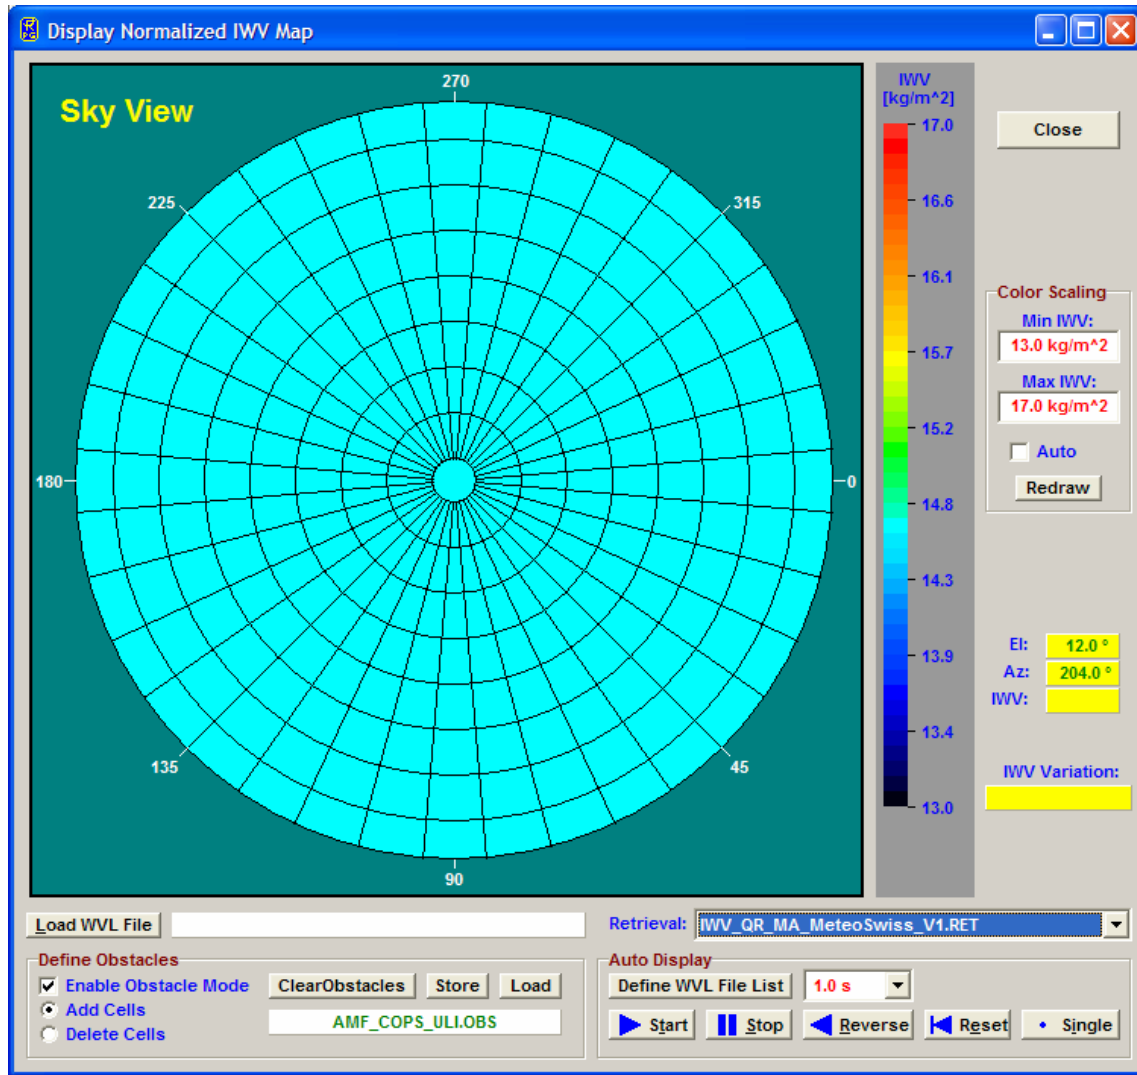 Display Normalized IWV Map
Sky View
270
225
315
180
0
135
45
90
IWV
[kg/m^2]
17.0
16.6
16.1
15.7
15.2
14.8
14.3
13.9
13.4
13.0
Close
Color Scaling
Min IWV:
13.0 kg/m^2
Max IWV:
17.0 kg/m^2
Auto
Redraw
El: 12.0 °
Az: 204.0 °
IWV:
IWV Variation:
Load WVL File
Retrieval: IWV_QR_MA_MeteoSwiss_V1.RET
Define Obstacles
Enable Obstacle Mode ClearObstacles Store Load
Add Cells
AMF_COPS_ULI.OBS
Delete Cells
Auto Display
Define WVL File List 1.0 s
Start Stop Reverse Reset Single